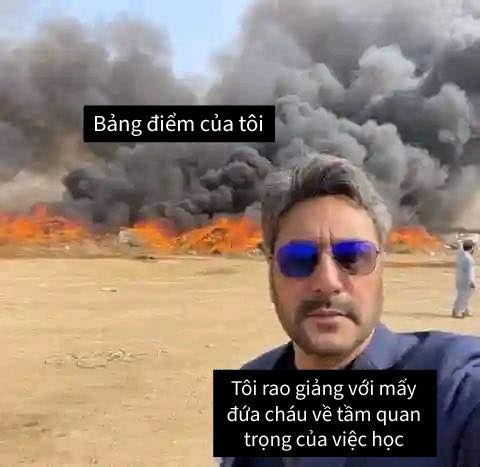 Bảng điểm của tôi
Tôi rao giảng với mấy
đứa cháu về tầm quan
trọng của việc học